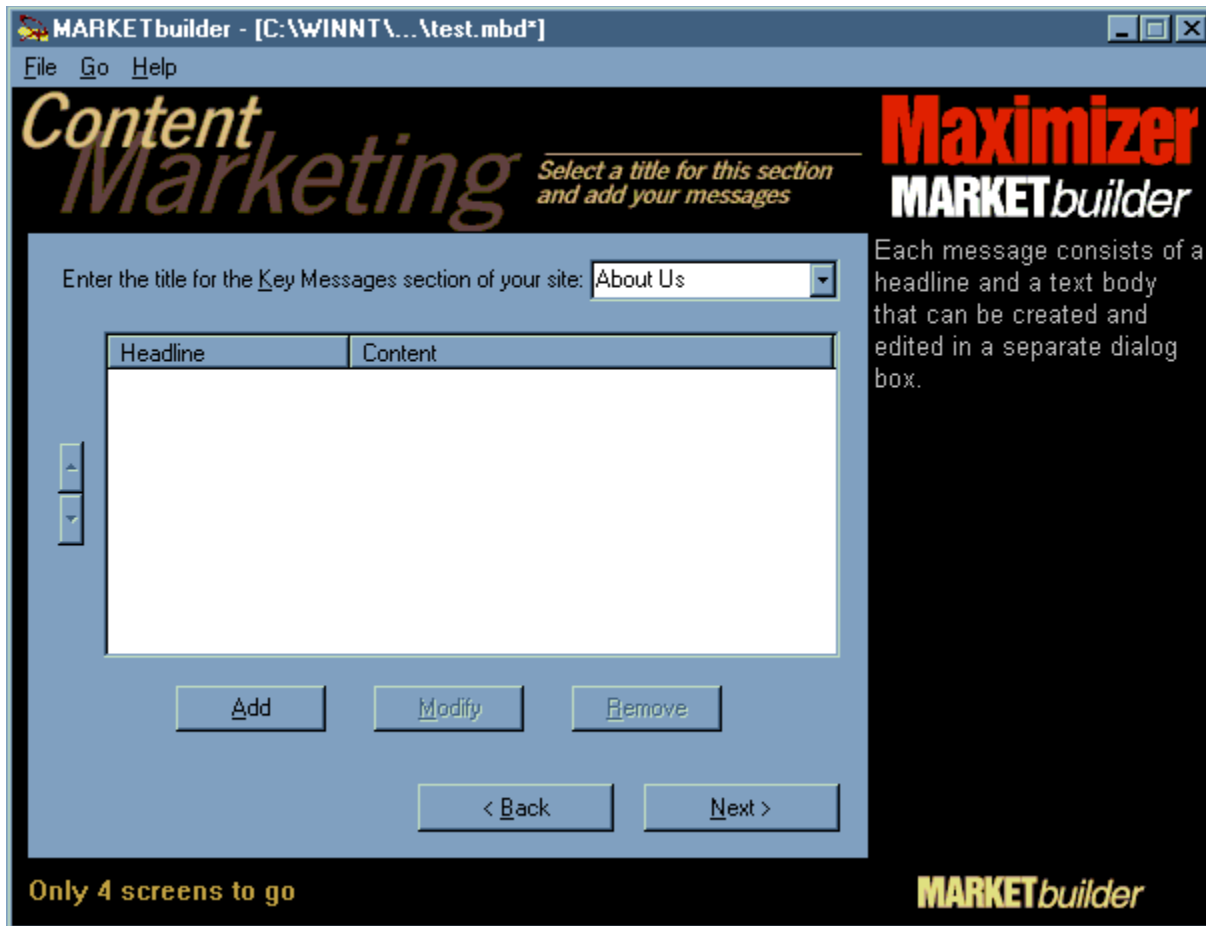 MARKETbuilder - [C:\WINNT\...\test.mbd*]
File Go Help
Content
Marketing
Select a title for this section
and add your messages
Maximizer
MARKETbuilder
Each message consists of a
headline and a text body
that can be created and
edited in a separate dialog
box.
Enter the title for the Key Messages section of your site: About Us
Headline Content
Add Modify Remove
< Back Next >
Only 4 screens to go
MARKETbuilder